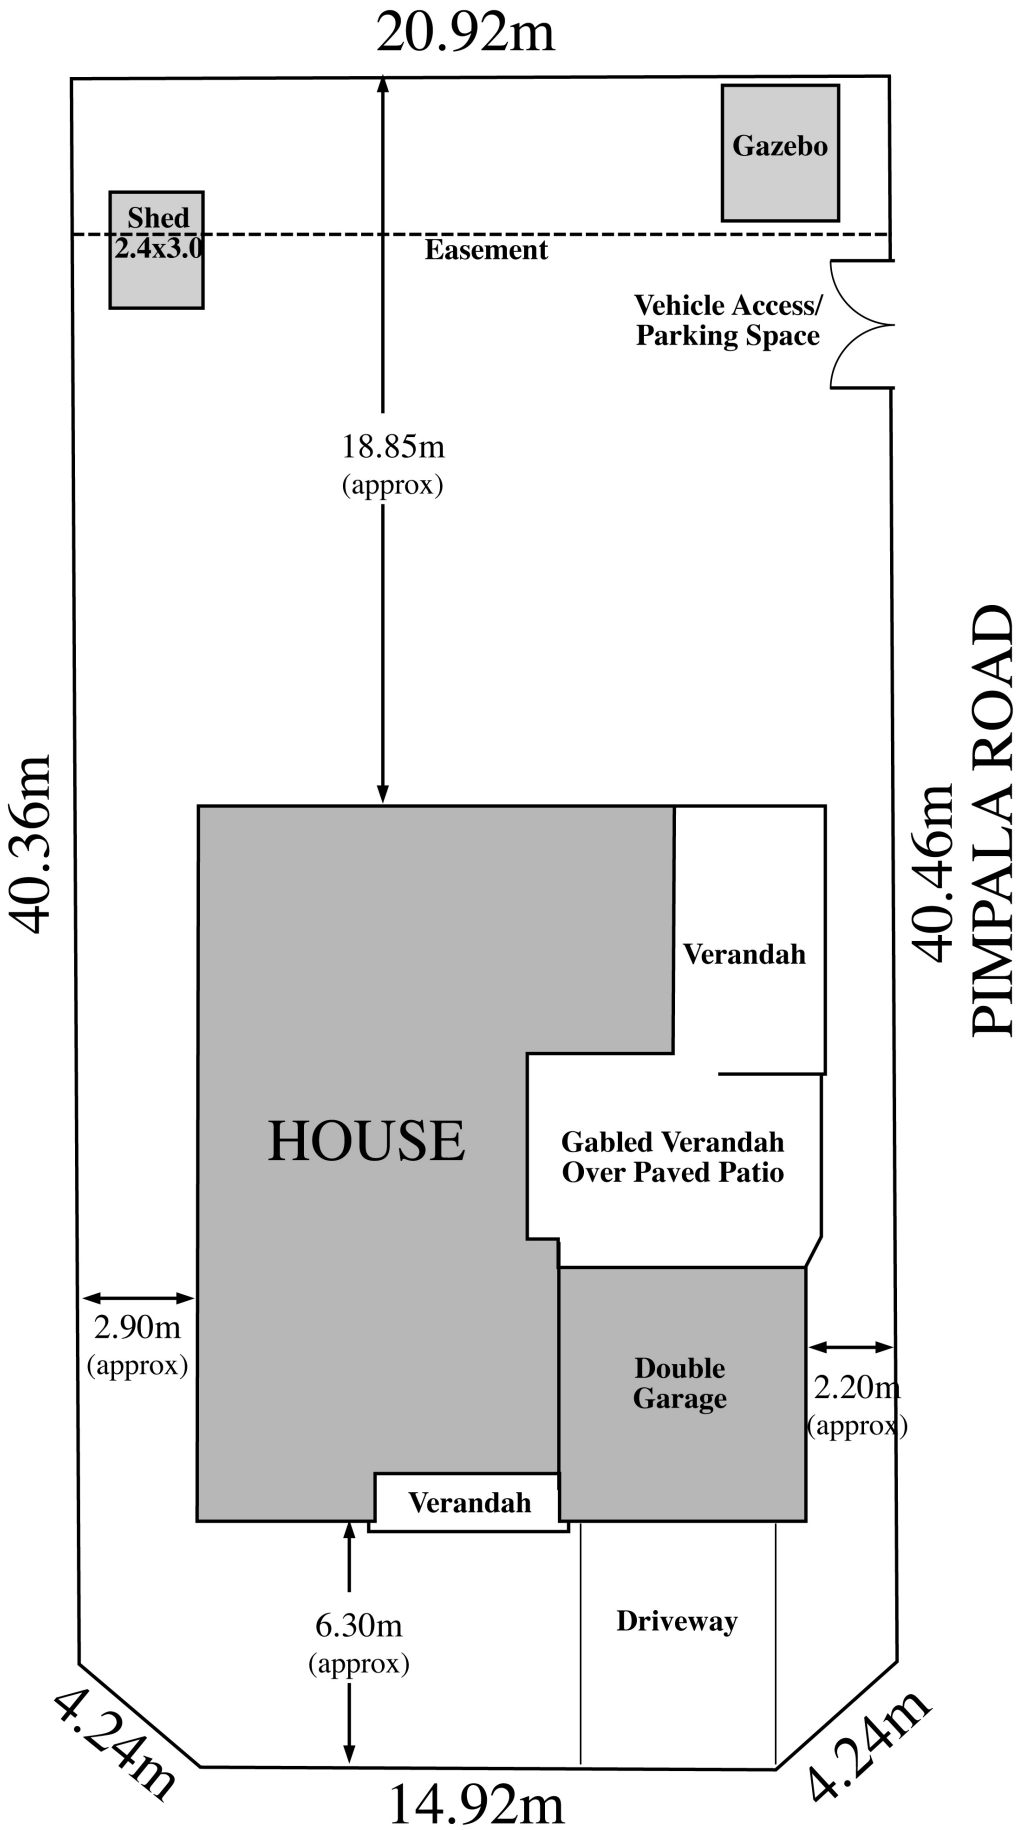 20.92m
Gazebo
Shed
2.4x3.0
Easement
Vehicle Access/
Parking Space
18.85m
(approx)
40.36m
40.46m
PIMPALA ROAD
Verandah
HOUSE
Gabled Verandah
Over Paved Patio
2.90m
(approx)
Double
Garage
2.20m
(approx)
Verandah
6.30m
(approx)
Driveway
4.24m
14.92m
4.24m